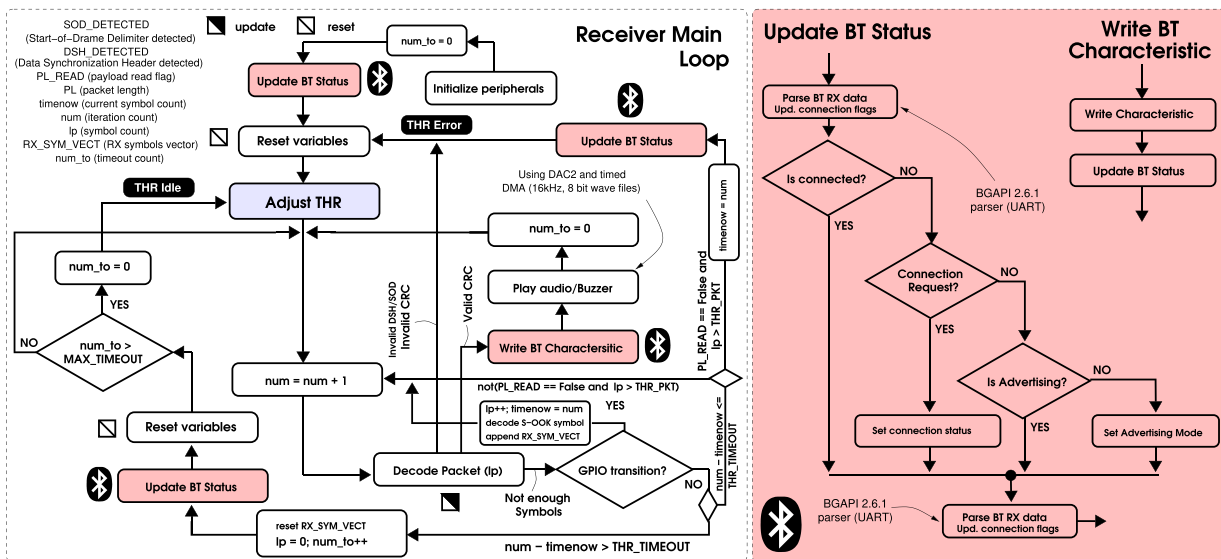 SOD_DETECTED
(Start-of-Drame Delimiter detected)
DSH_DETECTED
(Data Synchronization Header detected)
PL_READ (payload read flag)
PL (packet length)
timenow (current symbol count)
num (iteration count)
lp (symbol count)
RX_SYM_VECT (RX symbols vector)
num_to (timeout count)
update
reset
Receiver Main
Loop
num_to = 0
Initialize peripherals
Update BT Status
Reset variables
THR Error
Update BT Status
THR Idle
Adjust THR
Using DAC2 and timed
DMA (16kHz, 8 bit wave files)
timenow = num
num_to = 0
num_to = 0
Play audio/Buzzer
YES
NO
num_to >
MAX_TIMEOUT
Invalid DSH/SOD
Invalid CRC
Valid CRC
Write BT Charactersitic
PL_READ == False and
lp > THR_PKT
num = num + 1
not(PL_READ == False and lp > THR_PKT)
lp++; timenow = num
decode S-OOK symbol
append RX_SYM_VECT
YES
num - timenow <=
THR_TIMEOUT
Reset variables
Decode Packet (lp)
GPIO transition?
NO
Not enough
Symbols
Update BT Status
reset RX_SYM_VECT
lp = 0; num_to++
num - timenow > THR_TIMEOUT
Update BT Status
Parse BT RX data
Upd. connection flags
Is connected?
NO
YES
BGAPI 2.6.1
parser (UART)
Connection
Request?
NO
YES
Is Advertising?
NO
YES
Set connection status
Set Advertising Mode
BGAPI 2.6.1
parser (UART)
Parse BT RX data
Upd. connection flags
Write BT
Characteristic
Write Characteristic
Update BT Status